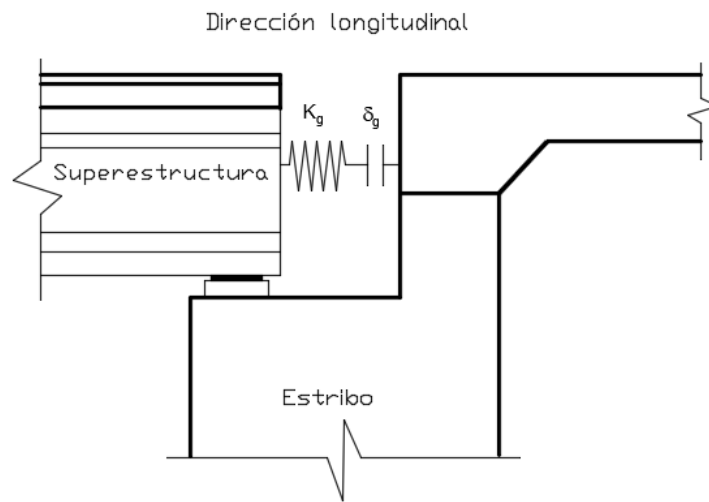 Dirección longitudinal
Kg δg
Superestructura
Estribo